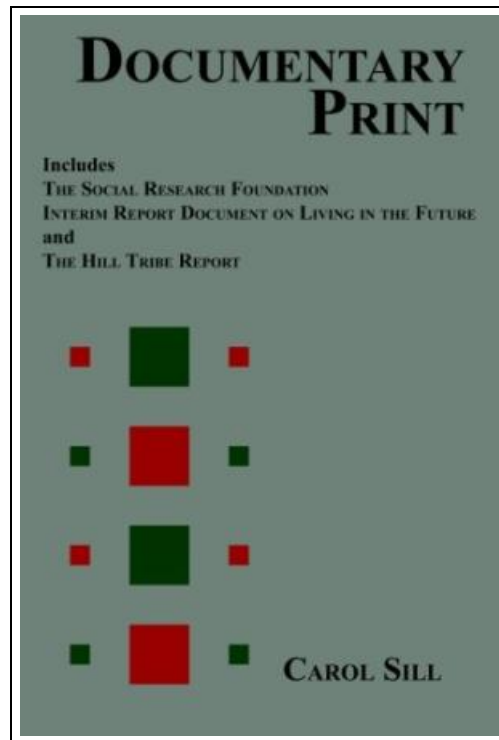 DOCUMENTARY
PRINT
Includes
THE SOCIAL RESEARCH FOUNDATION
INTERIM REPORT DOCUMENT ON LIVING IN THE FUTURE
and
THE HILL TRIBE REPORT
CAROL SILL